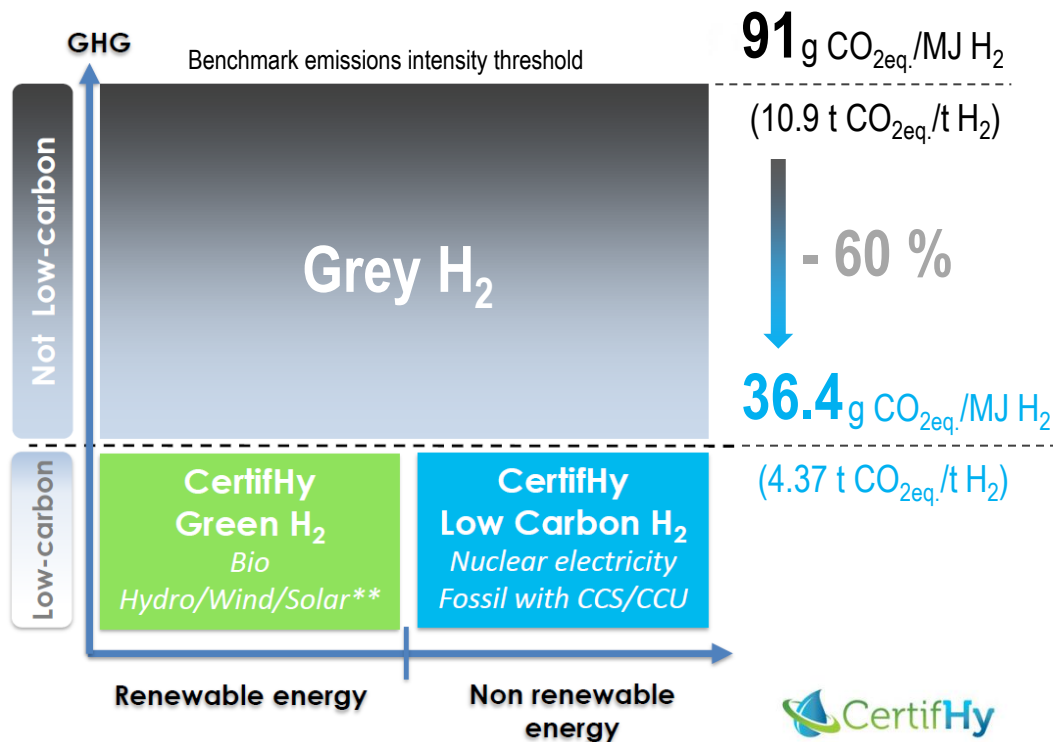 GHG
Benchmark emissions intensity threshold
91 g CO₂eq./MJ H₂
(10.9 t CO₂eq./t H₂)
Not Low-carbon
Grey H₂
- 60 %
36.4 g CO₂eq./MJ H₂
(4.37 t CO₂eq./t H₂)
Low-carbon
CertifHy
Green H₂
Bio
Hydro/Wind/Solar**
CertifHy
Low Carbon H₂
Nuclear electricity
Fossil with CCS/CCU
Renewable energy
Non renewable
energy
CertifHy